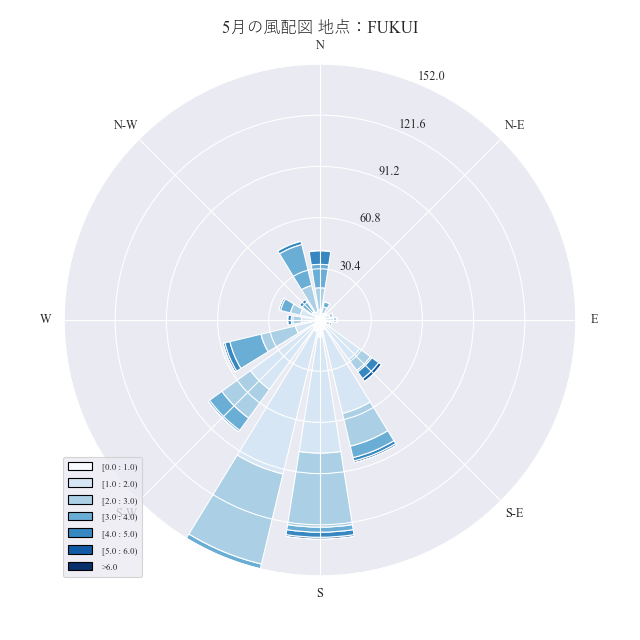 5月の風配図 地点：FUKUI
N
N-W
N-E
W
E
S-W
S-E
S
152.0
121.6
91.2
60.8
30.4
[0.0 : 1.0)
[1.0 : 2.0)
[2.0 : 3.0)
[3.0 : 4.0)
[4.0 : 5.0)
[5.0 : 6.0)
>6.0